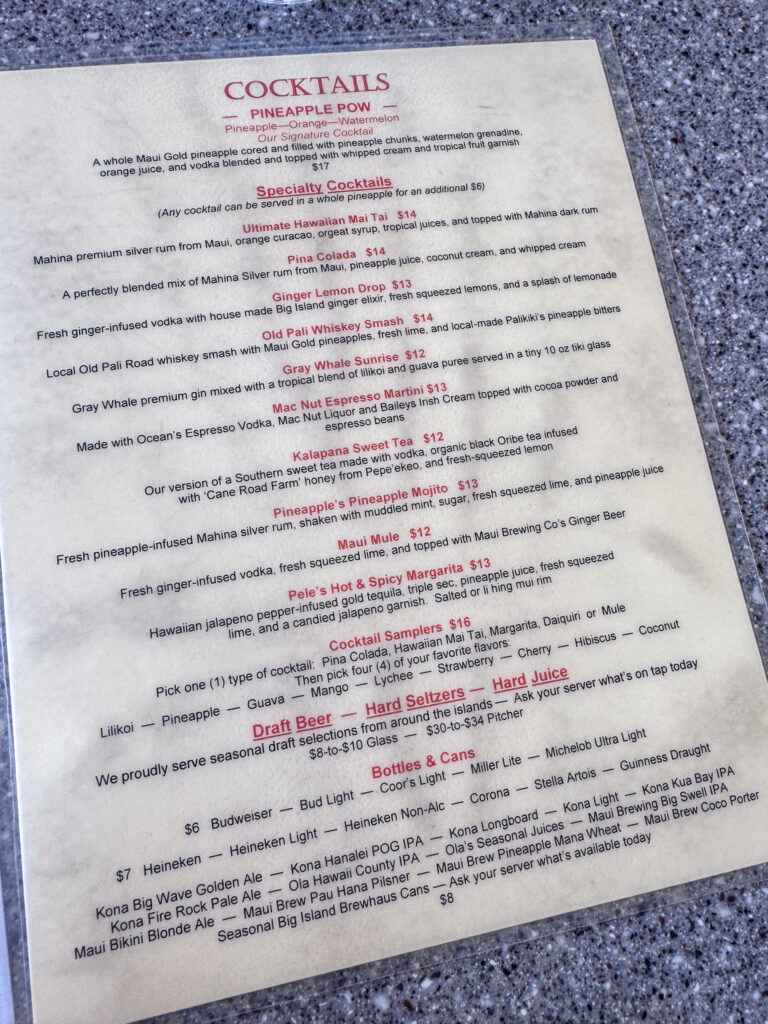 COCKTAILS
— PINEAPPLE POW —
Pineapple—Orange—Watermelon
Our Signature Cocktail
A whole Maui Gold pineapple cored and filled with pineapple chunks, watermelon grenadine,
orange juice, and vodka blended and topped with whipped cream and tropical fruit garnish
$17
Specialty Cocktails
(Any cocktail can be served in a whole pineapple for an additional $6)
Ultimate Hawaiian Mai Tai $14
Mahina premium silver rum from Maui, orange curacao, orgeat syrup, tropical juices, and topped with Mahina dark rum
Pina Colada $14
A perfectly blended mix of Mahina Silver rum from Maui, pineapple juice, coconut cream, and whipped cream
Ginger Lemon Drop $13
Fresh ginger-infused vodka with house made Big Island ginger elixir, fresh squeezed lemons, and a splash of lemonade
Old Pali Whiskey Smash $14
Local Old Pali Road whiskey smash with Maui Gold pineapples, fresh lime, and local-made Palikiki's pineapple bitters
Gray Whale Sunrise $12
Gray Whale premium gin mixed with a tropical blend of lilikoi and guava puree served in a tiny 10 oz tiki glass
Mac Nut Espresso Martini $13
Made with Ocean's Espresso Vodka, Mac Nut Liquor and Baileys Irish Cream topped with cocoa powder and
espresso beans
Kalapana Sweet Tea $12
Our version of a Southern sweet tea made with vodka, organic black Oribe tea infused
with 'Cane Road Farm' honey from Pepe'ekeo, and fresh-squeezed lemon
Pineapple's Pineapple Mojito $13
Fresh pineapple-infused Mahina silver rum, shaken with muddled mint, sugar, fresh squeezed lime, and pineapple juice
Maui Mule $12
Fresh ginger-infused vodka, fresh squeezed lime, and topped with Maui Brewing Co's Ginger Beer
Pele's Hot & Spicy Margarita $13
Hawaiian jalapeno pepper-infused gold tequila, triple sec, pineapple juice, fresh squeezed
lime, and a candied jalapeno garnish. Salted or li hing mui rim
Cocktail Samplers $16
Pick one (1) type of cocktail: Pina Colada, Hawaiian Mai Tai, Margarita, Daiquiri or Mule
Then pick four (4) of your favorite flavors:
Lilikoi — Pineapple — Guava — Mango — Lychee — Strawberry — Cherry — Hibiscus — Coconut
Draft Beer — Hard Seltzers — Hard Juice
We proudly serve seasonal draft selections from around the islands — Ask your server what's on tap today
$8-to-$10 Glass — $30-to-$34 Pitcher
Bottles & Cans
$6 Budweiser — Bud Light — Coor's Light — Miller Lite — Michelob Ultra Light
$7 Heineken — Heineken Light — Heineken Non-Alc — Corona — Stella Artois — Guinness Draught
Kona Big Wave Golden Ale — Kona Hanalei POG IPA — Kona Longboard — Kona Light — Kona Kua Bay IPA
Kona Fire Rock Pale Ale — Ola Hawaii County IPA — Ola's Seasonal Juices — Maui Brewing Big Swell IPA
Maui Bikini Blonde Ale — Maui Brew Pau Hana Pilsner — Maui Brew Pineapple Mana Wheat — Maui Brew Coco Porter
Seasonal Big Island Brewhaus Cans — Ask your server what's available today
$8